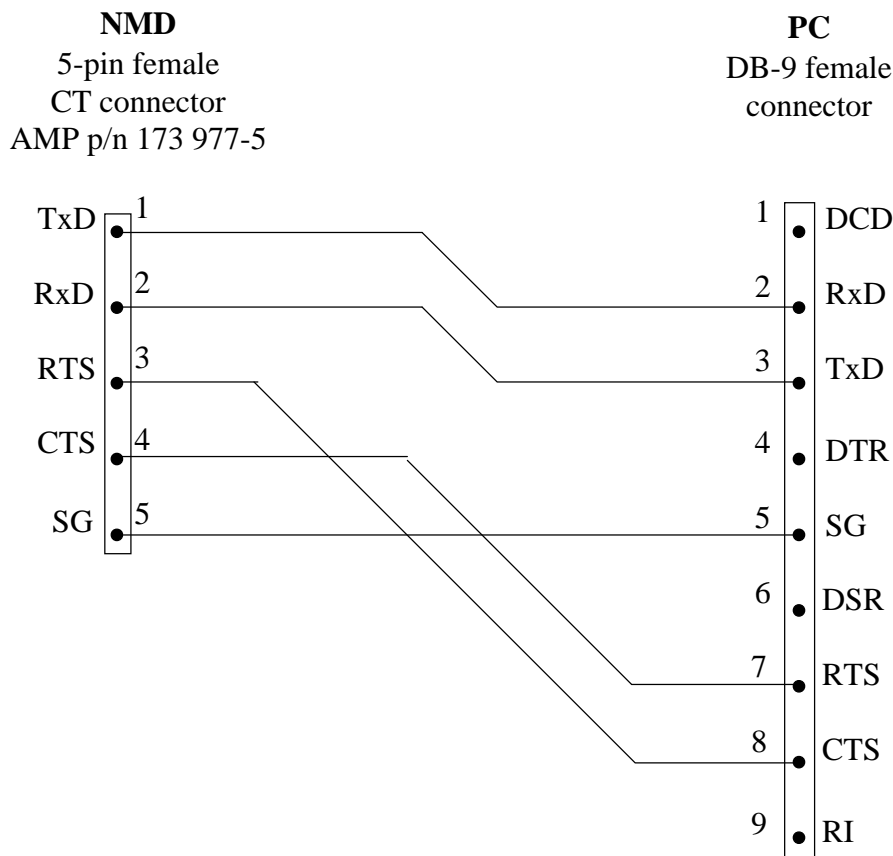 NMD
5-pin female
CT connector
AMP p/n 173 977-5
PC
DB-9 female
connector
TxD 1
RxD 2
RTS 3
CTS 4
SG 5
1 DCD
2 RxD
3 TxD
4 DTR
5 SG
6 DSR
7 RTS
8 CTS
9 RI